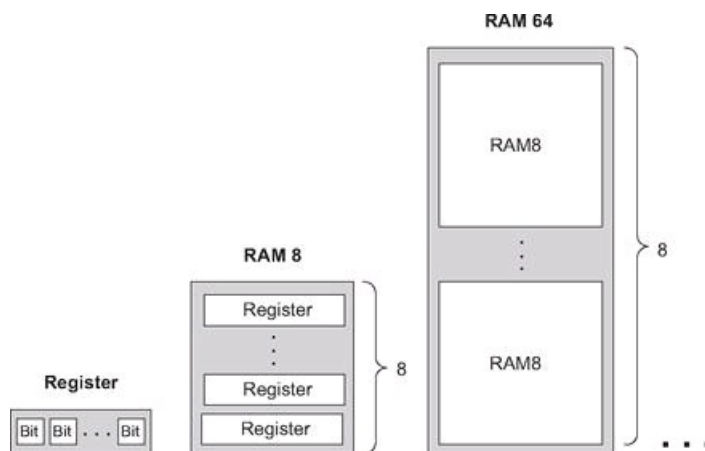 Register
Bit Bit . . . Bit
RAM 8
Register
Register
Register
8
RAM 64
RAM8
RAM8
8